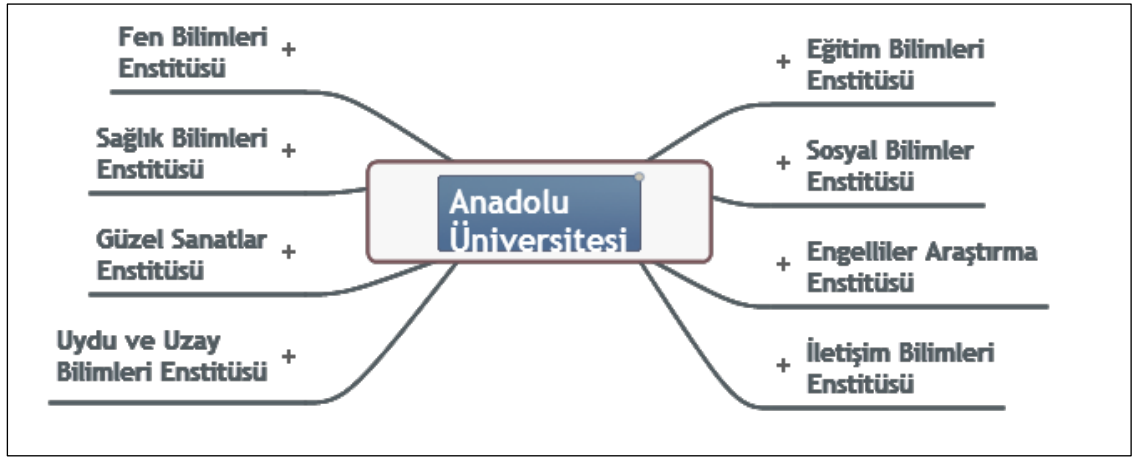 Fen Bilimleri +
Enstitüsü
Sağlık Bilimleri +
Enstitüsü
Güzel Sanatlar +
Enstitüsü
Uydu ve Uzay +
Bilimleri Enstitüsü
Anadolu
Üniversitesi
+ Eğitim Bilimleri
Enstitüsü
+ Sosyal Bilimler
Enstitüsü
+ Engelliler Araştırma
Enstitüsü
+ İletişim Bilimleri
Enstitüsü